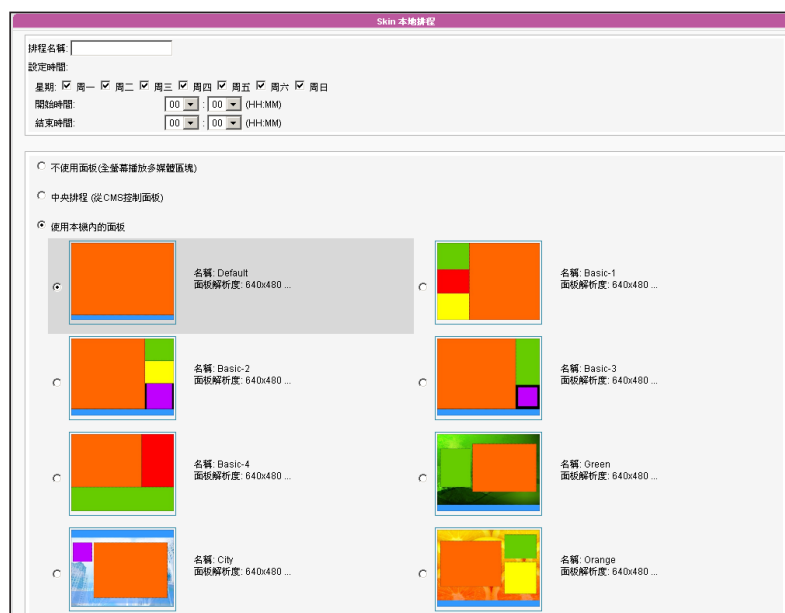 Skin 本地排程
排程名稱:
設定時間:
星期: 周一 周二 周三 周四 周五 周六 周日
開始時間: 00 : 00 (HH:MM)
結束時間: 00 : 00 (HH:MM)
不使用面板(全螢幕播放多媒體區塊)
中央排程 (從CMS控制面板)
使用本機內的面板
名稱: Default
面板解析度: 640x480 ...
名稱: Basic-1
面板解析度: 640x480 ...
名稱: Basic-2
面板解析度: 640x480 ...
名稱: Basic-3
面板解析度: 640x480 ...
名稱: Basic-4
面板解析度: 640x480 ...
名稱: Green
面板解析度: 640x480 ...
名稱: City
面板解析度: 640x480 ...
名稱: Orange
面板解析度: 640x480 ...